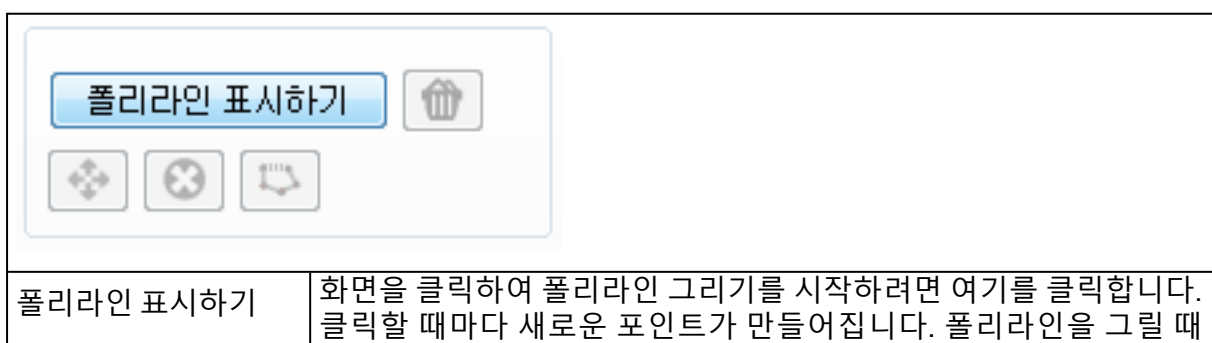 폴리라인 표시하기
폴리라인 표시하기
화면을 클릭하여 폴리라인 그리기를 시작하려면 여기를 클릭합니다.
클릭할 때마다 새로운 포인트가 만들어집니다. 폴리라인을 그릴 때